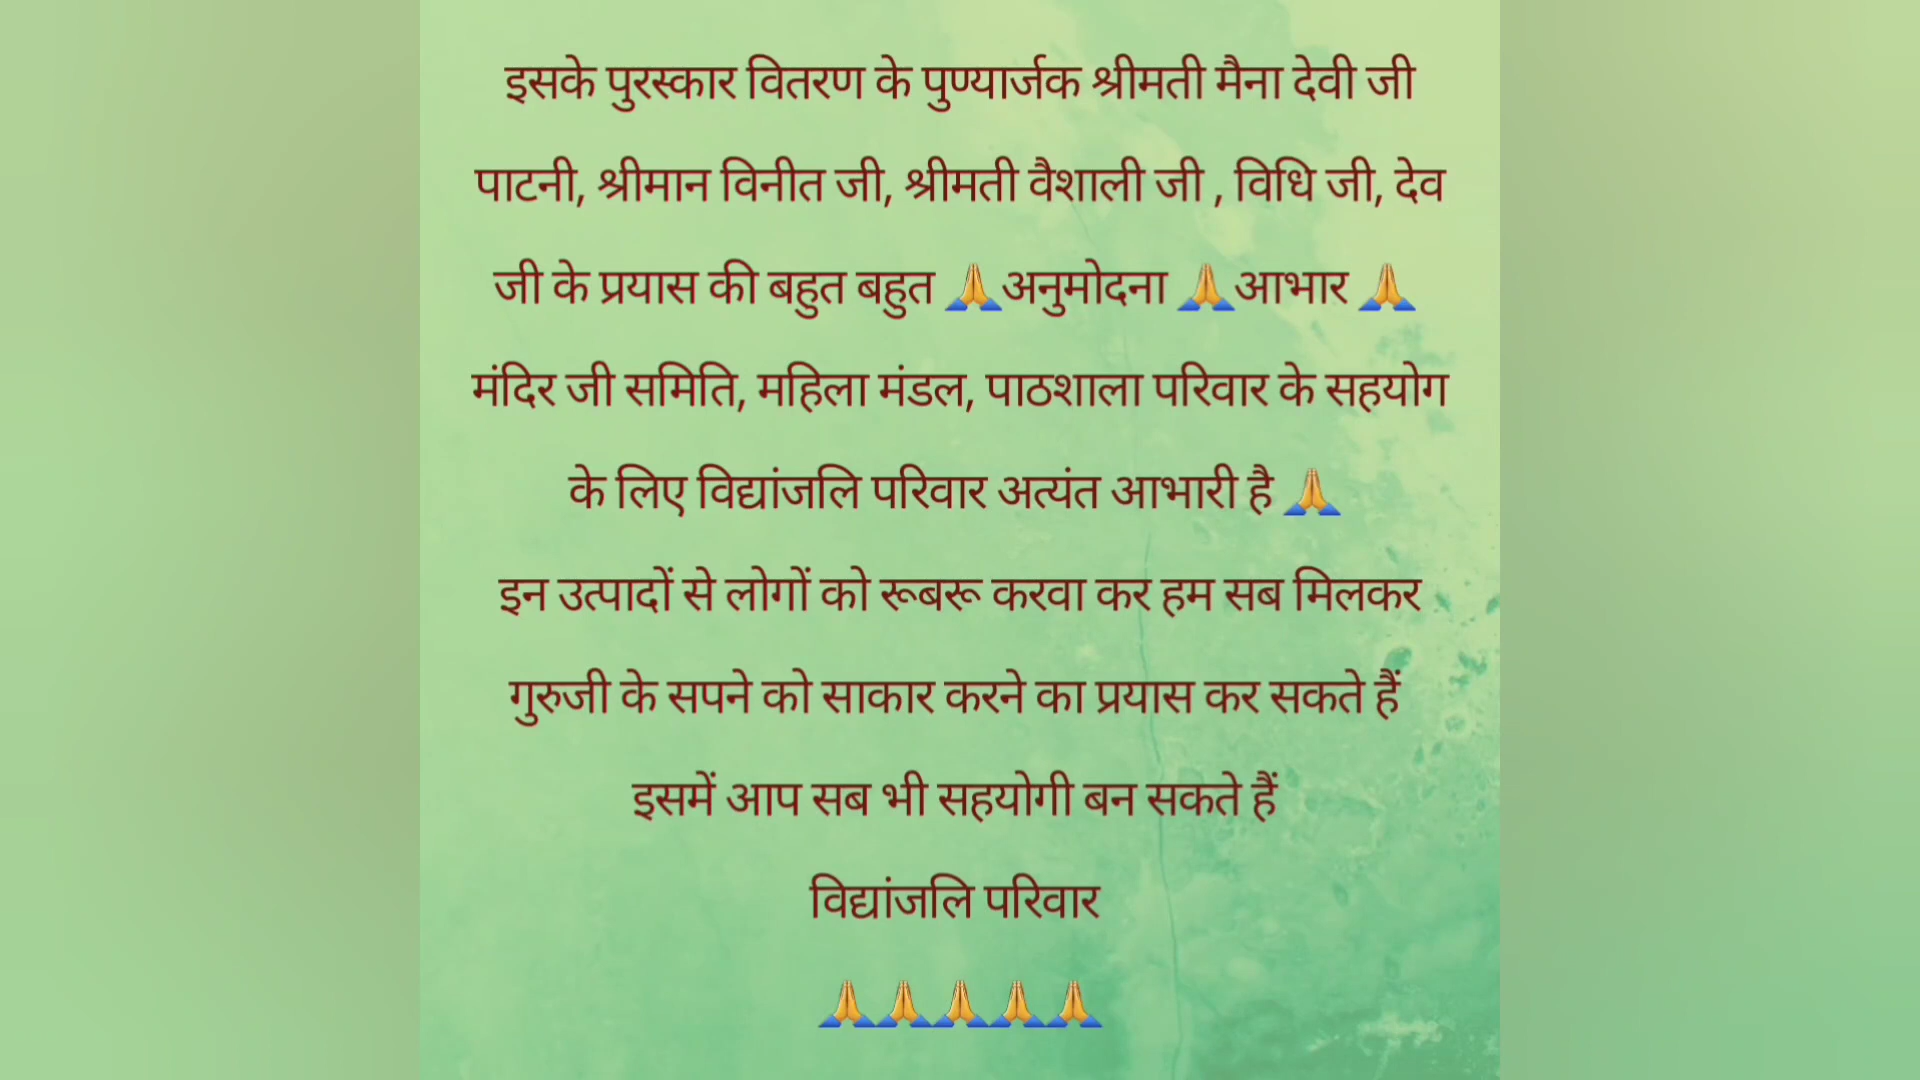 इसके पुरस्कार वितरण के पुण्यार्जक श्रीमती मैना देवी जी
पाटनी, श्रीमान विनीत जी, श्रीमती वैशाली जी , विधि जी, देव
जी के प्रयास की बहुत बहुत 🙏अनुमोदना 🙏आभार 🙏
मंदिर जी समिति, महिला मंडल, पाठशाला परिवार के सहयोग
के लिए विद्यांजलि परिवार अत्यंत आभारी है 🙏
इन उत्पादों से लोगों को रूबरू करवा कर हम सब मिलकर
गुरुजी के सपने को साकार करने का प्रयास कर सकते हैं
इसमें आप सब भी सहयोगी बन सकते हैं
विद्यांजलि परिवार
🙏🙏🙏🙏🙏